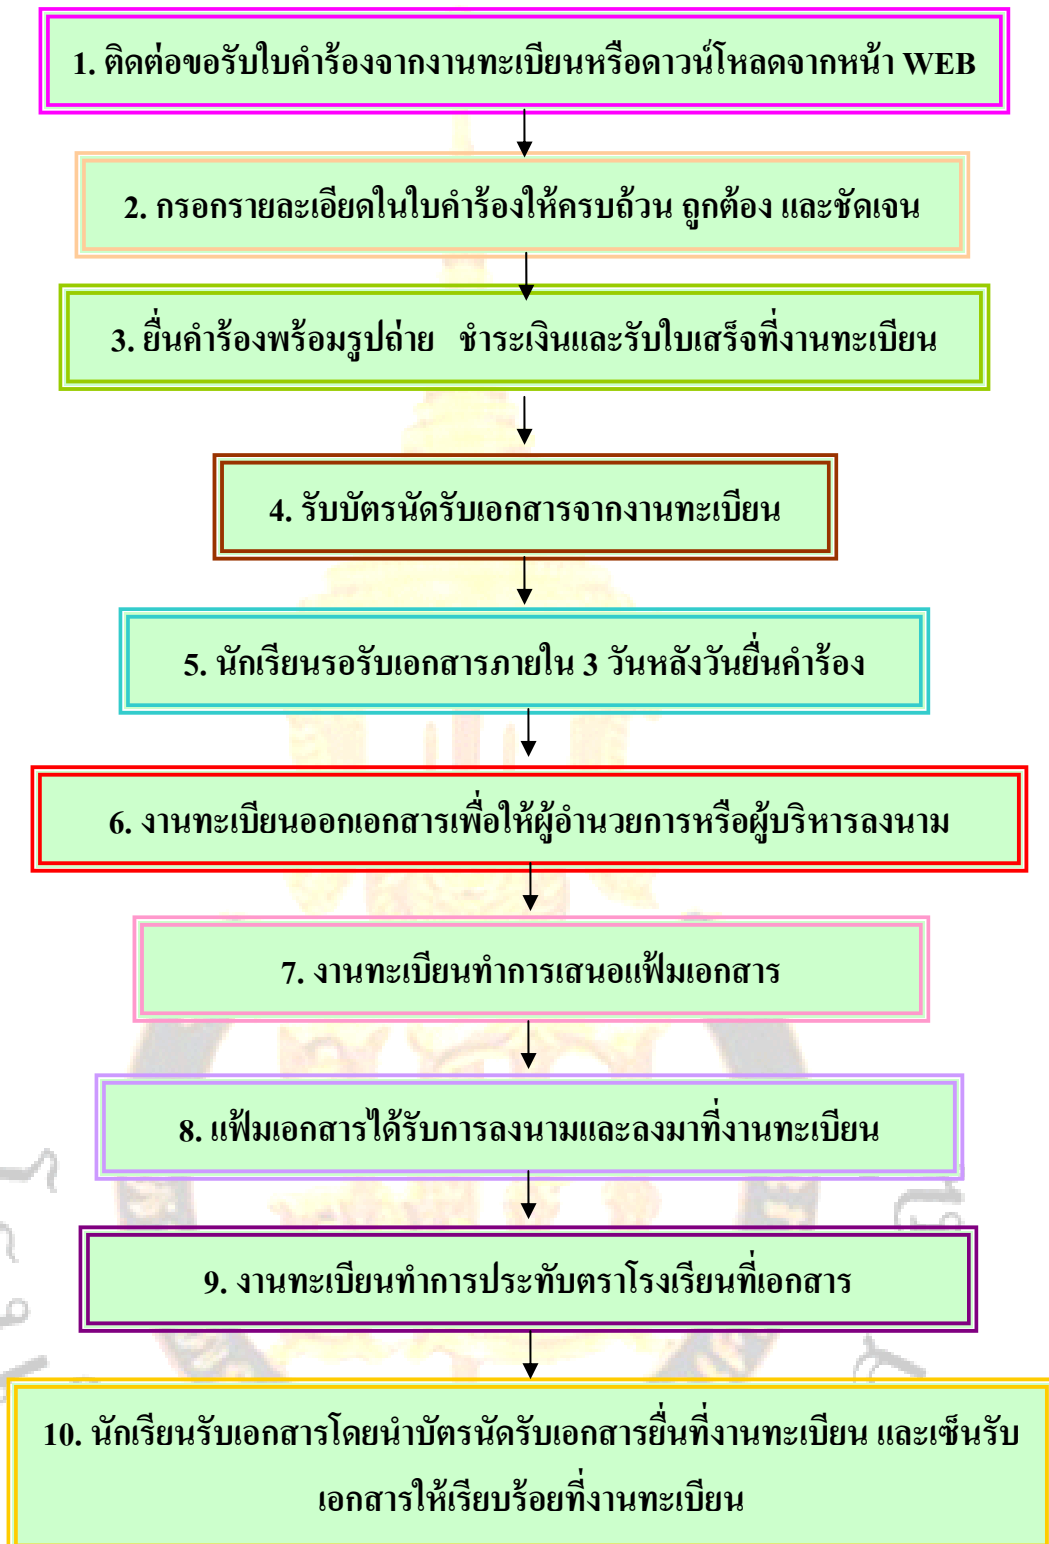 1. ติดต่อขอรับใบคำร้องจากงานทะเบียนหรือดาวน์โหลดจากหน้า WEB
2. กรอกรายละเอียดในใบคำร้องให้ครบถ้วน ถูกต้อง และชัดเจน
3. ยื่นคำร้องพร้อมรูปถ่าย ชำระเงินและรับใบเสร็จที่งานทะเบียน
4. รับบัตรนัดรับเอกสารจากงานทะเบียน
5. นักเรียนรอรับเอกสารภายใน 3 วันหลังวันยื่นคำร้อง
6. งานทะเบียนออกเอกสารเพื่อให้ผู้อำนวยการหรือผู้บริหารลงนาม
7. งานทะเบียนทำการเสนอแฟ้มเอกสาร
8. แฟ้มเอกสารได้รับการลงนามและลงมาที่งานทะเบียน
9. งานทะเบียนทำการประทับตราโรงเรียนที่เอกสาร
10. นักเรียนรับเอกสารโดยนำบัตรนัดรับเอกสารยื่นที่งานทะเบียน และเซ็นรับ
เอกสารให้เรียบร้อยที่งานทะเบียน